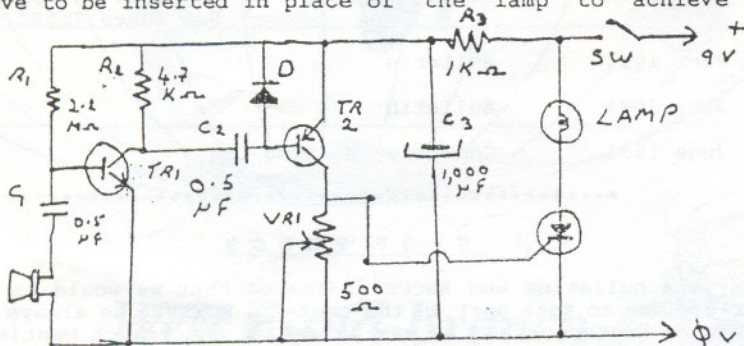 ve to be inserted in place of the lamp to achieve
R3
+
SW
9V
1KΩ
R1
R2
4.7
KΩ
D
TR
2
C3
LAMP
2.2
MΩ
C2
TR1
0.5
μF
1,000
μF
C1
0.5
μF
VR1
500
Ω
φV